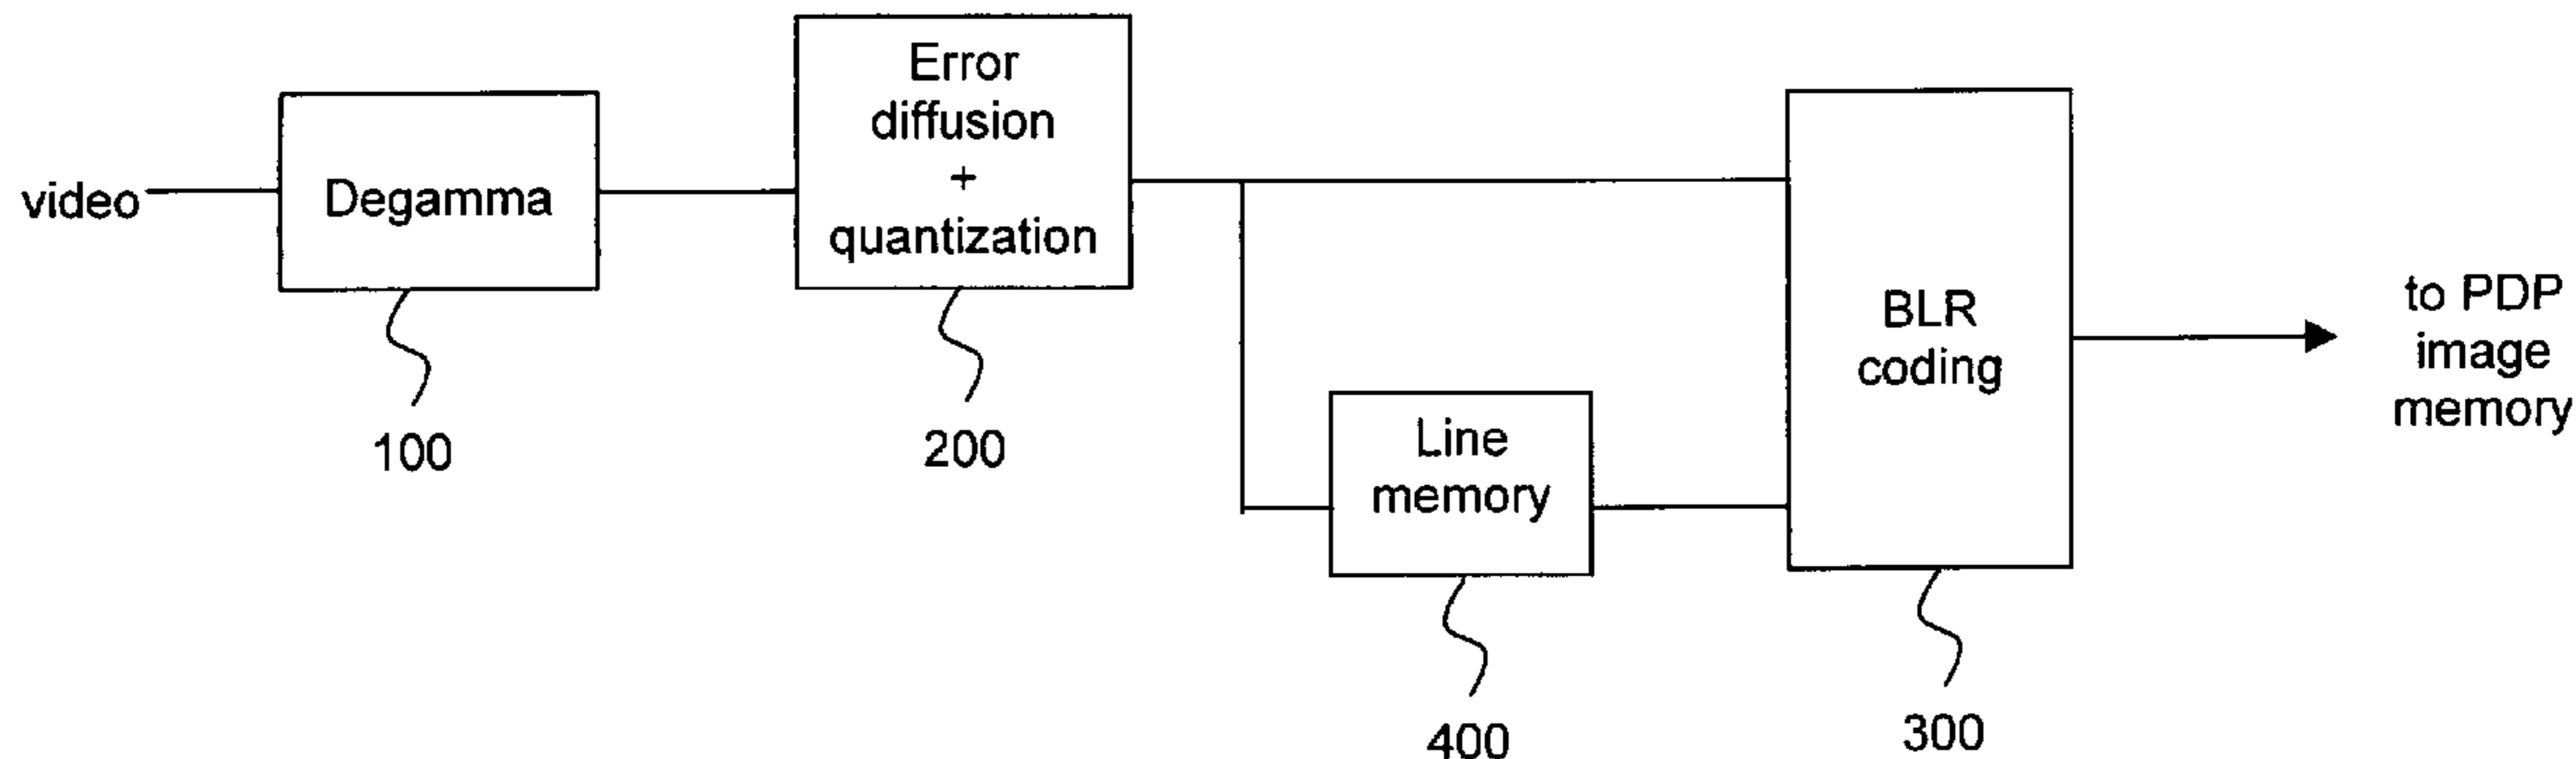 video
Degamma
100
Error
diffusion
+
quantization
200
Line
memory
400
BLR
coding
300
to PDP
image
memory